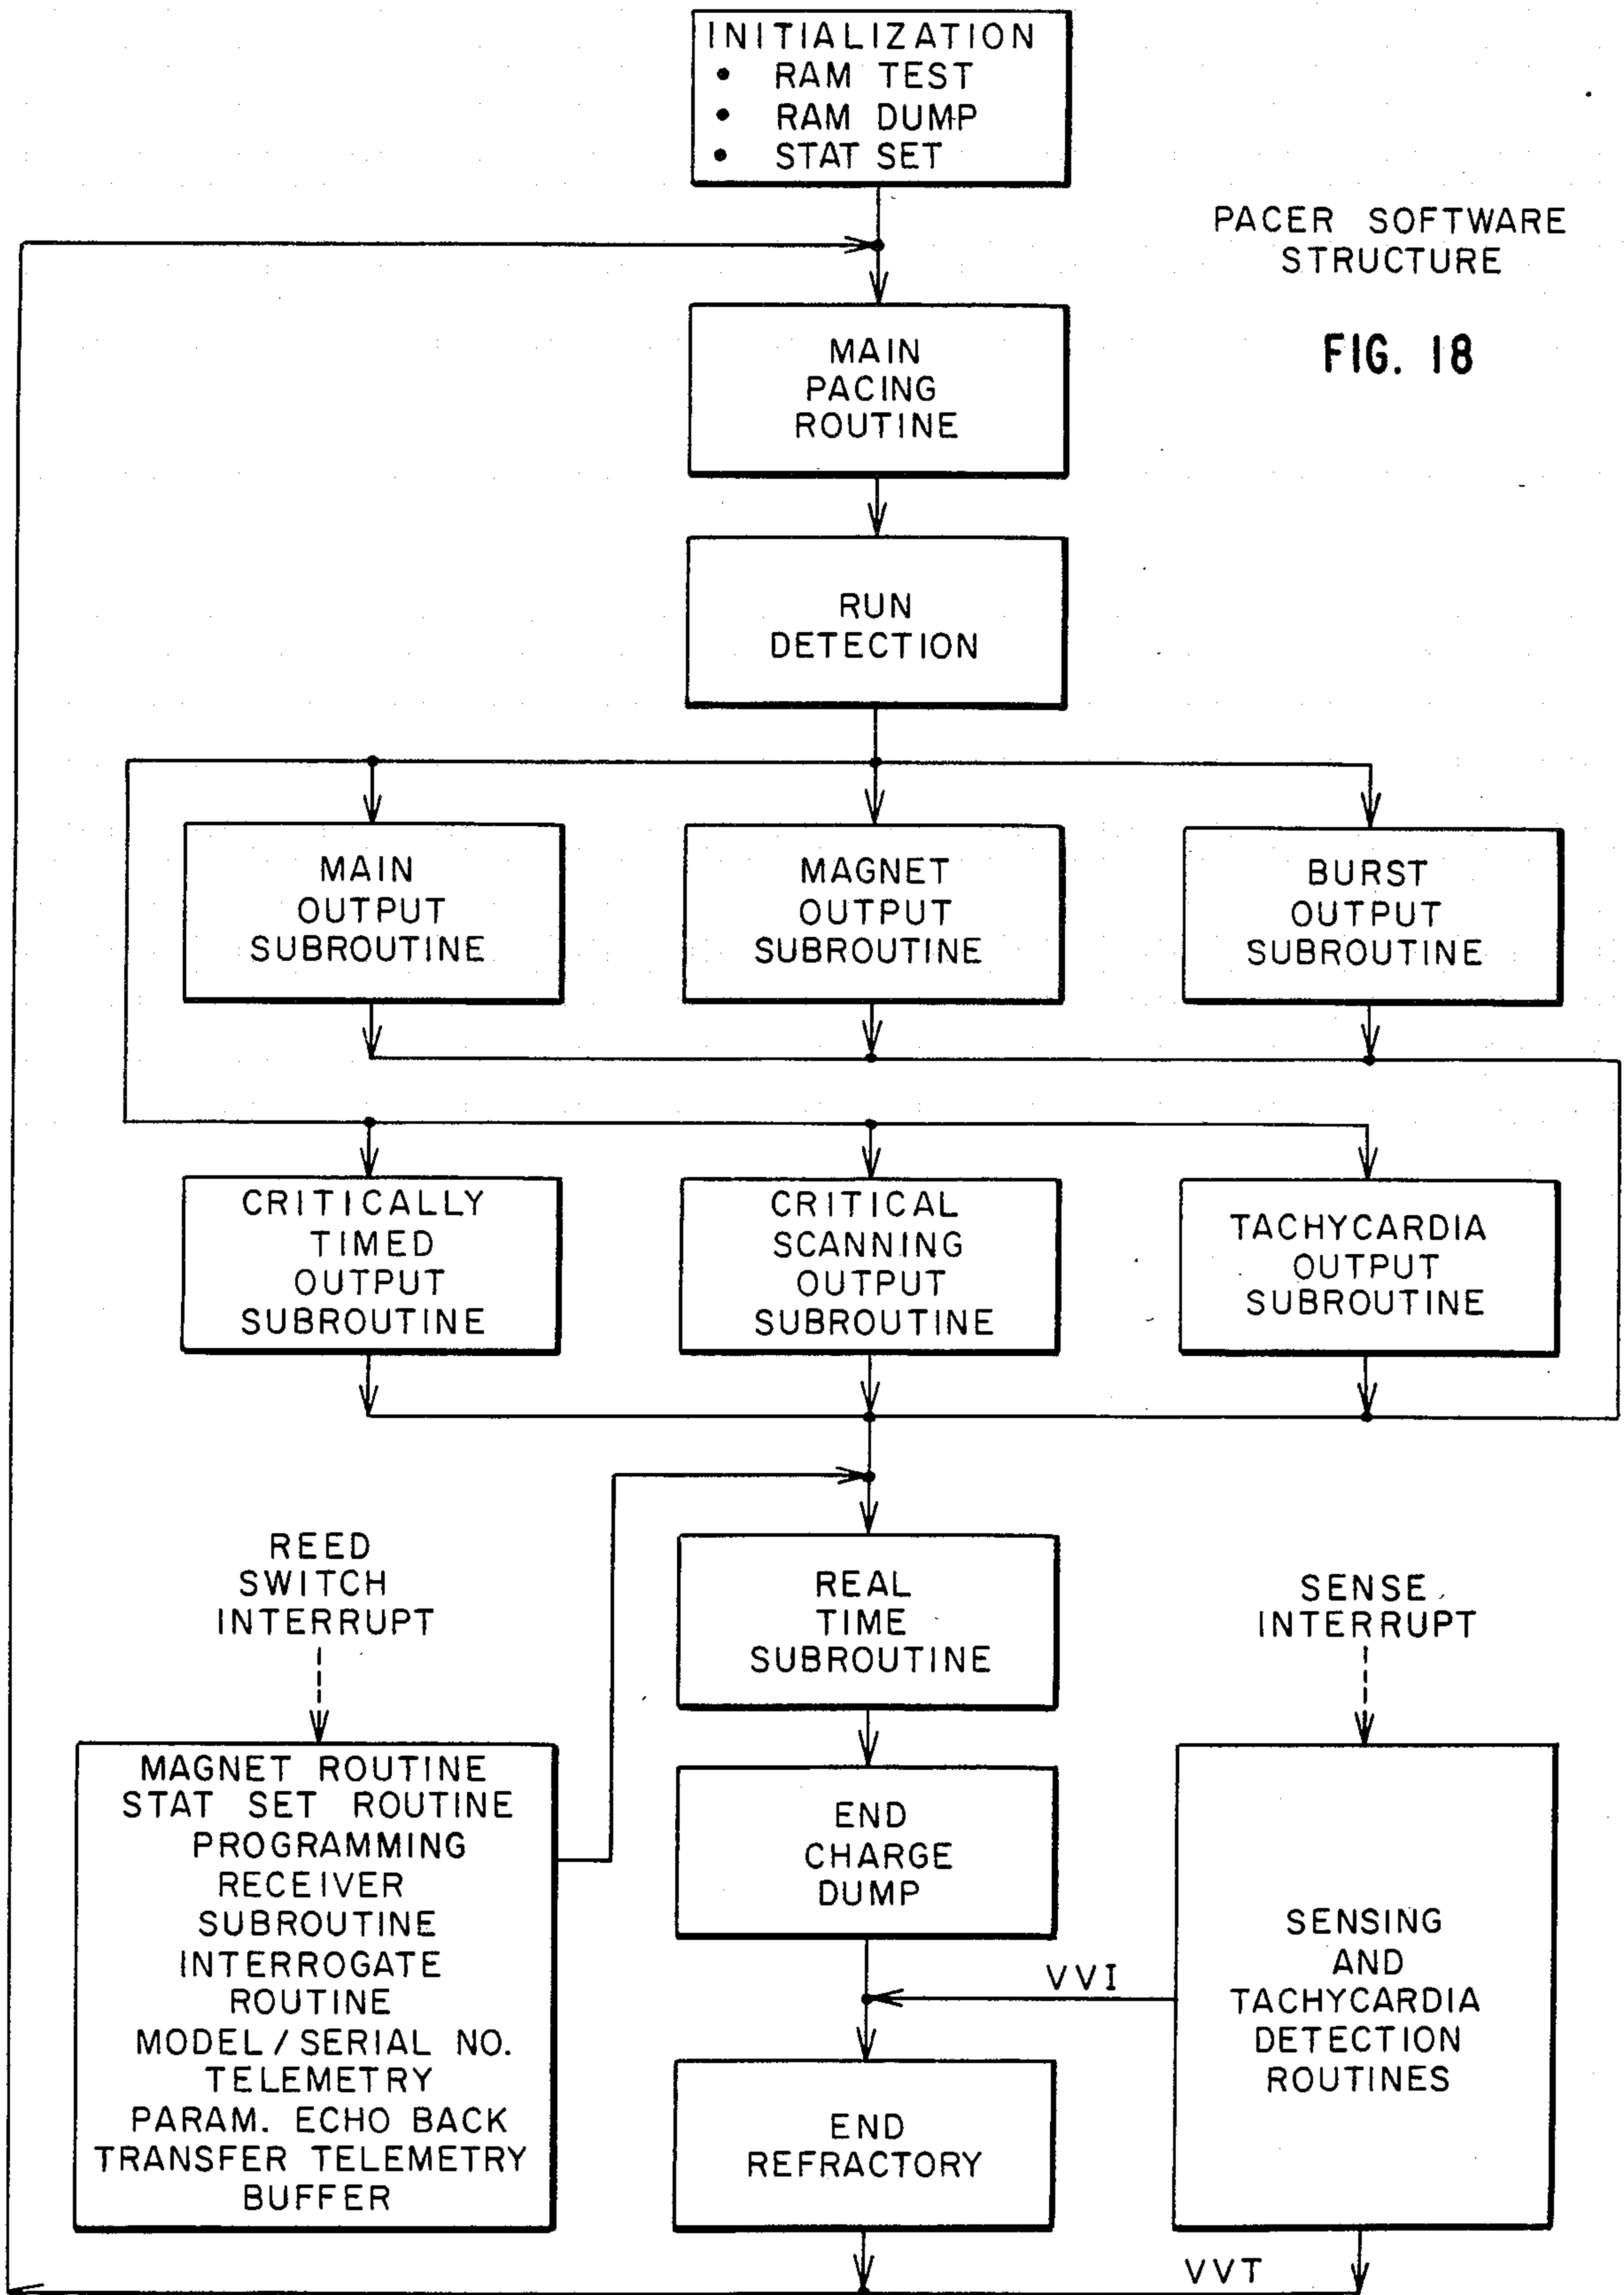 INITIALIZATION
• RAM TEST
• RAM DUMP
• STAT SET
PACER SOFTWARE
STRUCTURE
FIG. 18
MAIN
PACING
ROUTINE
RUN
DETECTION
MAIN
OUTPUT
SUBROUTINE
MAGNET
OUTPUT
SUBROUTINE
BURST
OUTPUT
SUBROUTINE
CRITICALLY
TIMED
OUTPUT
SUBROUTINE
CRITICAL
SCANNING
OUTPUT
SUBROUTINE
TACHYCARDIA
OUTPUT
SUBROUTINE
REED
SWITCH
INTERRUPT
REAL
TIME
SUBROUTINE
SENSE
INTERRUPT
MAGNET ROUTINE
STAT SET ROUTINE
PROGRAMMING
RECEIVER
SUBROUTINE
INTERROGATE
ROUTINE
MODEL/SERIAL NO.
TELEMETRY
PARAM. ECHO BACK
TRANSFER TELEMETRY
BUFFER
END
CHARGE
DUMP
VVI
SENSING
AND
TACHYCARDIA
DETECTION
ROUTINES
END
REFRACTORY
VVT